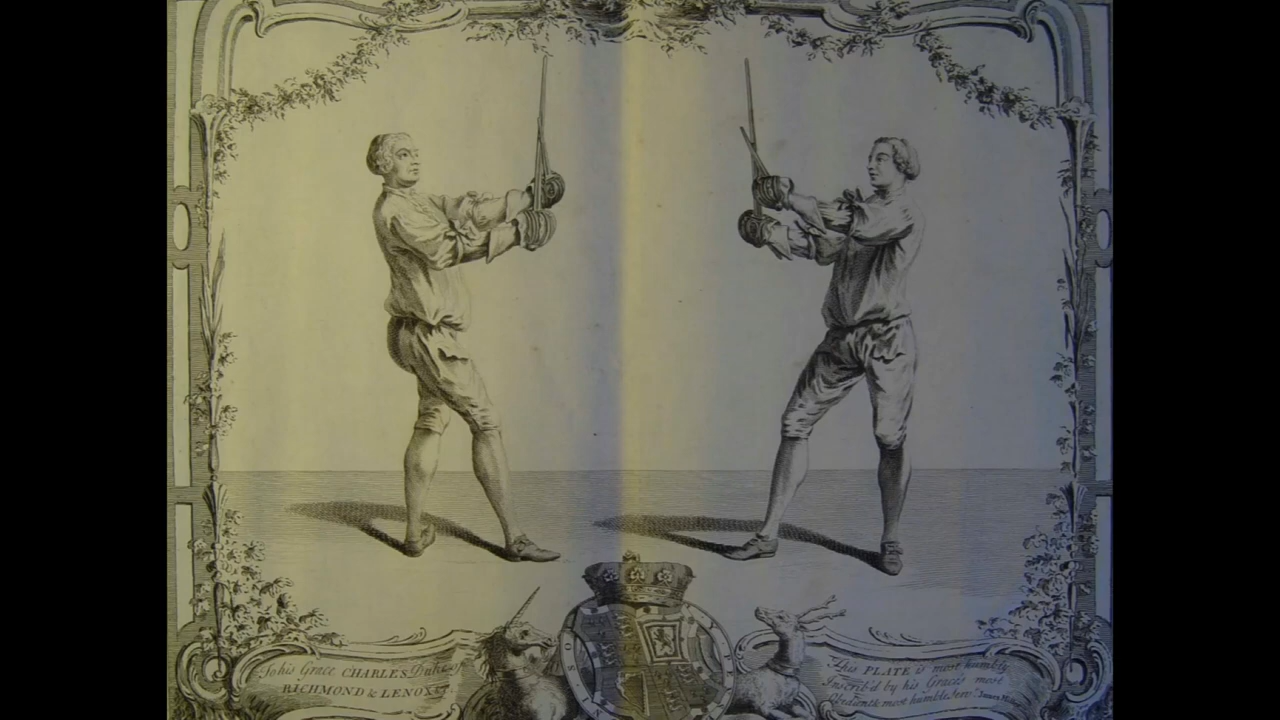 To his Grace CHARLES Duke of
RICHMOND & LENOX &c.
This PLATE is most humbly
Inscrib'd by his Grace's most
Obedient & most humble Serv.t